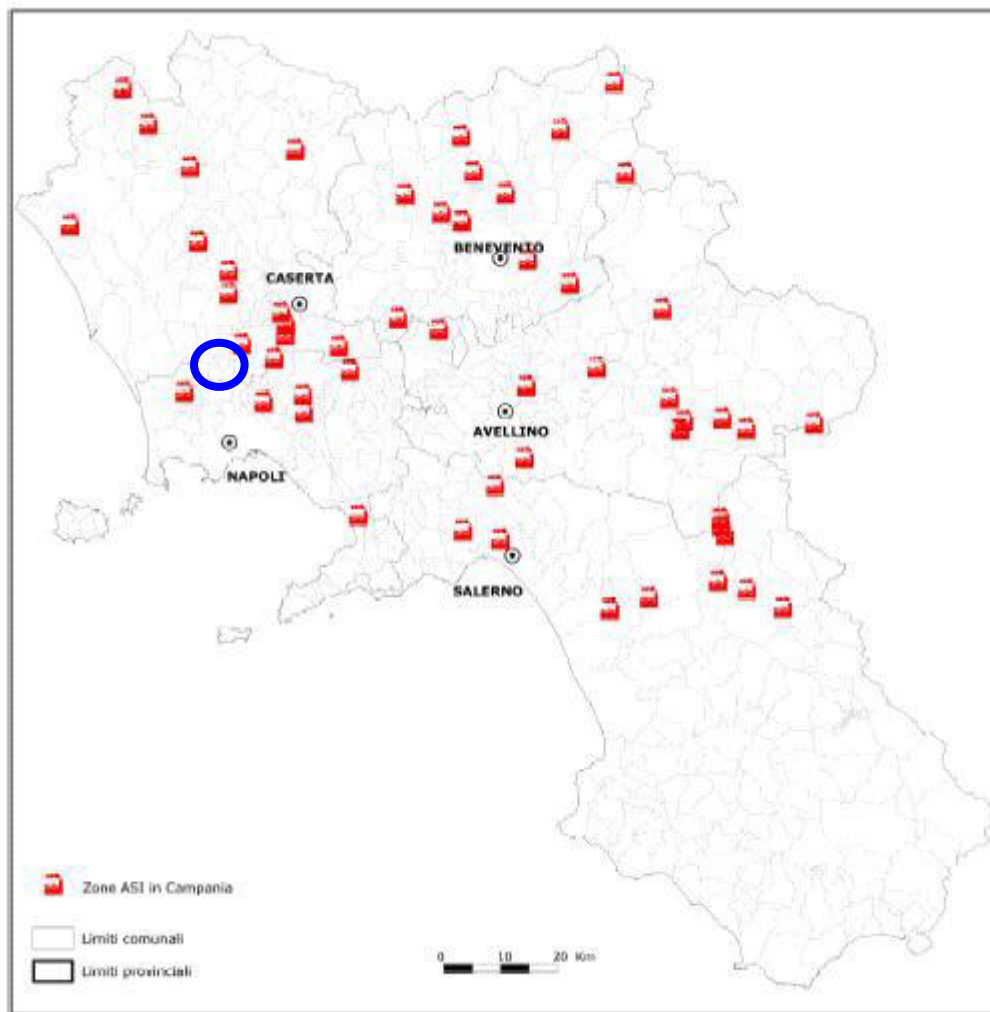 BENEVENTO
CASERTA
AVELLINO
NAPOLI
SALERNO
Zone ASI in Campania
Limiti comunali
Limiti provinciali
0 10 20 Km